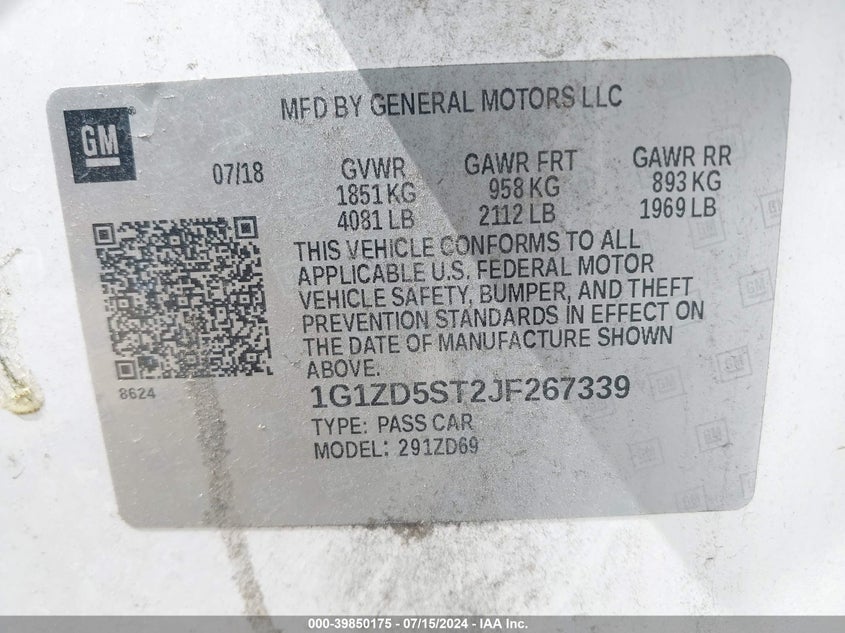 MFD BY GENERAL MOTORS LLC
GM
07/18
GVWR
1851 KG
4081 LB
GAWR FRT
958 KG
2112 LB
GAWR RR
893 KG
1969 LB
THIS VEHICLE CONFORMS TO ALL
APPLICABLE U.S. FEDERAL MOTOR
VEHICLE SAFETY, BUMPER, AND THEFT
PREVENTION STANDARDS IN EFFECT ON
THE DATE OF MANUFACTURE SHOWN
ABOVE.
8624
1G1ZD5ST2JF267339
TYPE: PASS CAR
MODEL: 291ZD69
000-39850175 - 07/15/2024 - IAA Inc.